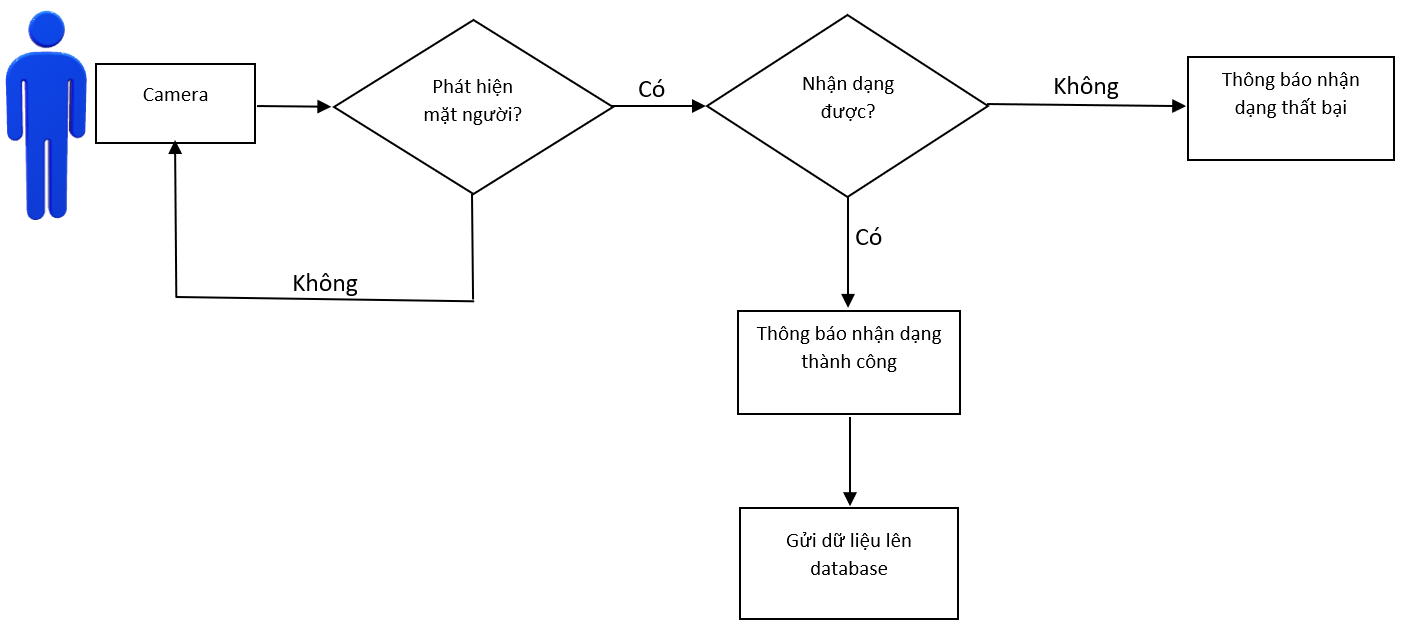 Camera
Phát hiện
mặt người?
Có
Nhận dạng
được?
Không
Thông báo nhận
dạng thất bại
Có
Không
Thông báo nhận dạng
thành công
Gửi dữ liệu lên
database